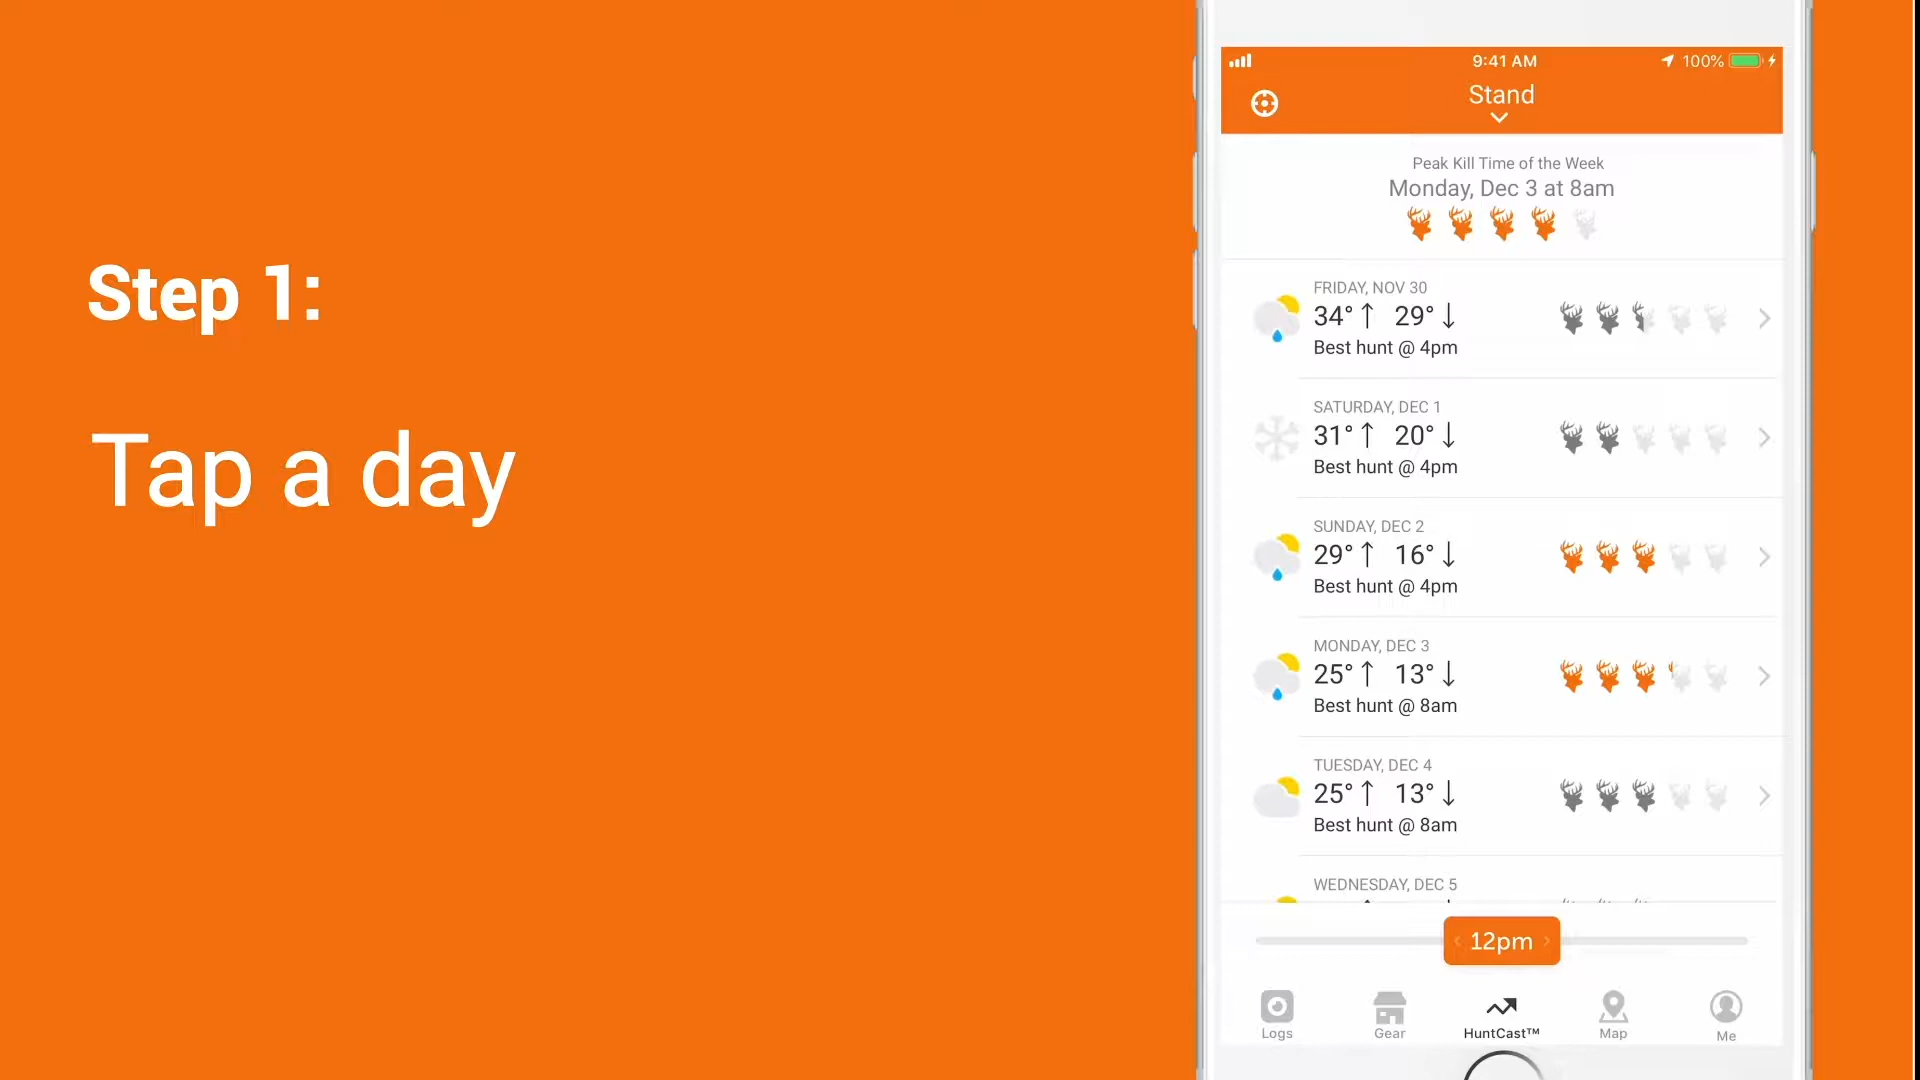 Step 1:
Tap a day
9:41 AM
100%
Stand
Peak Kill Time of the Week
Monday, Dec 3 at 8am
FRIDAY, NOV 30
34° ↑ 29° ↓
Best hunt @ 4pm
SATURDAY, DEC 1
31° ↑ 20° ↓
Best hunt @ 4pm
SUNDAY, DEC 2
29° ↑ 16° ↓
Best hunt @ 4pm
MONDAY, DEC 3
25° ↑ 13° ↓
Best hunt @ 8am
TUESDAY, DEC 4
25° ↑ 13° ↓
Best hunt @ 8am
WEDNESDAY, DEC 5
12pm
Logs
Gear
HuntCast™
Map
Me